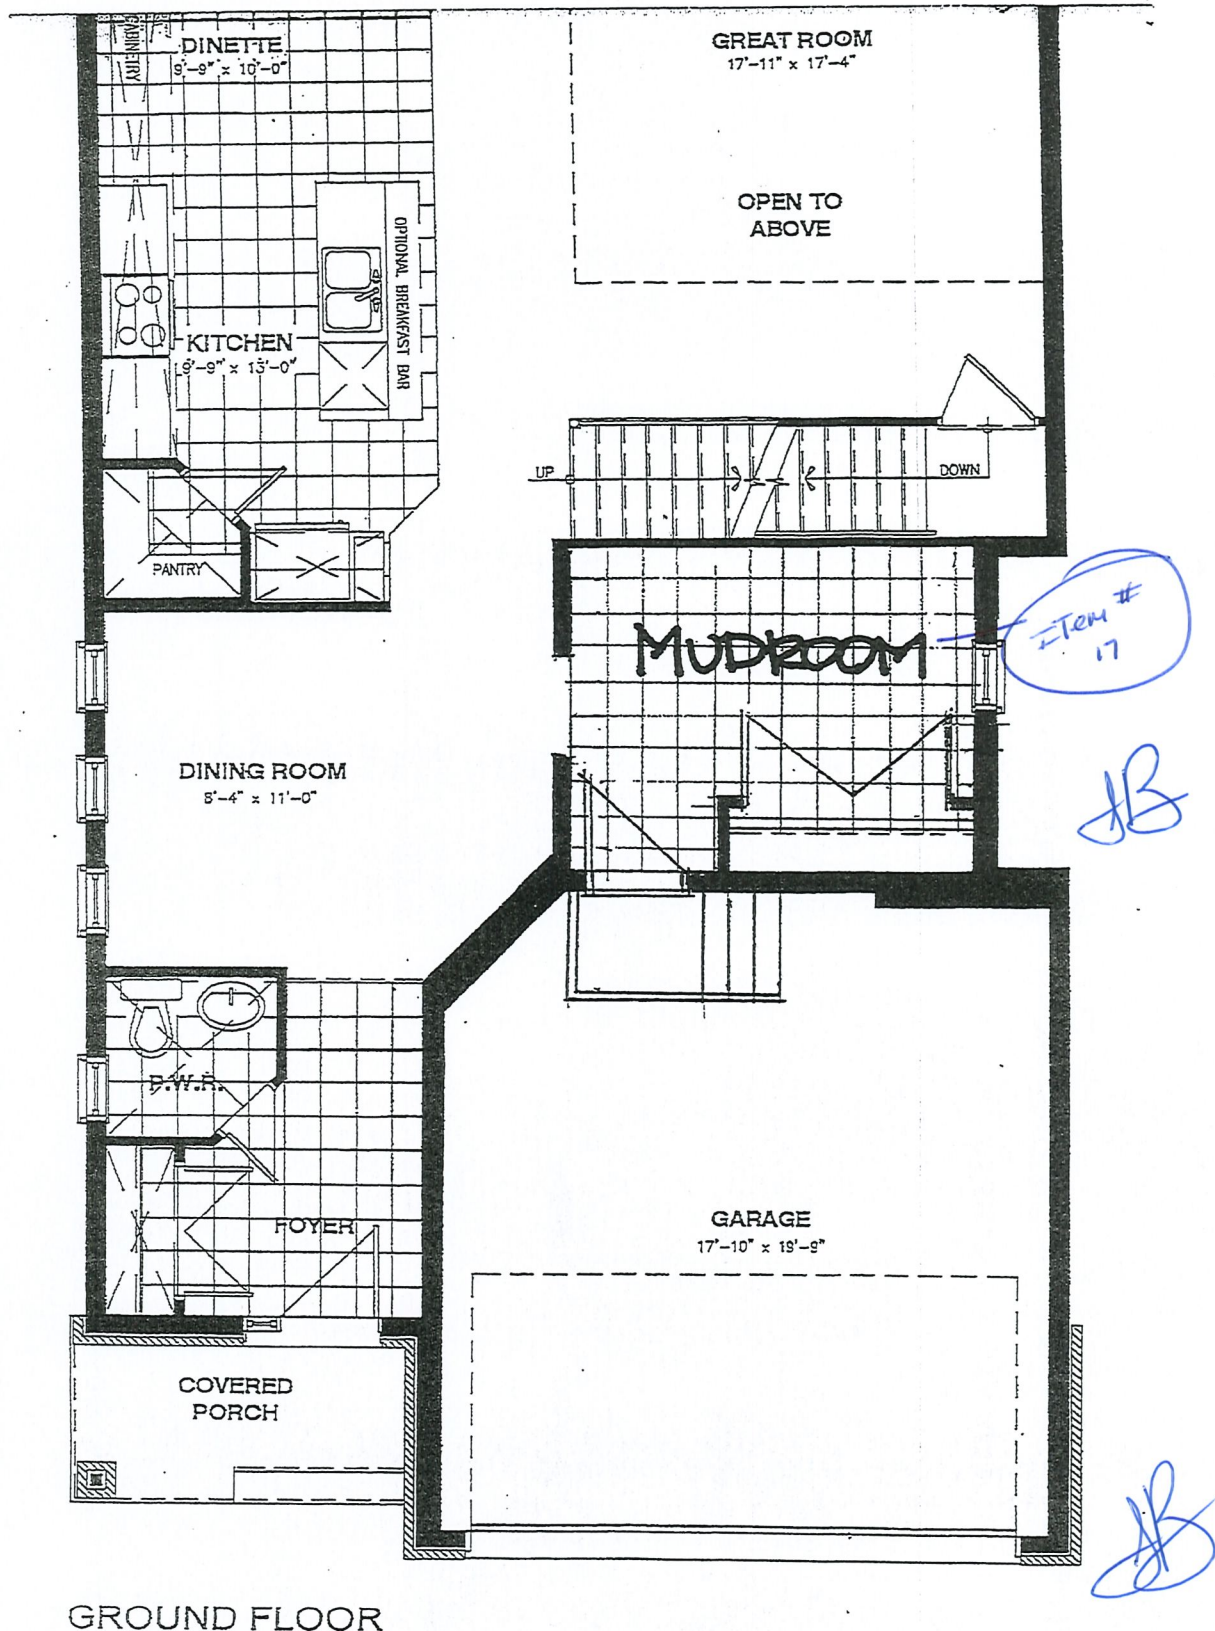 CABINETRY
DINETTE
9'-9" x 10'-0"
GREAT ROOM
17'-11" x 17'-4"
OPEN TO
ABOVE
OPTIONAL BREAKFAST BAR
KITCHEN
9'-9" x 13'-0"
UP
DOWN
PANTRY
MUDROOM
ITem #
17
DINING ROOM
8'-4" x 11'-0"
JB
P.W.R.
FOYER
GARAGE
17'-10" x 19'-9"
COVERED
PORCH
JB
GROUND FLOOR